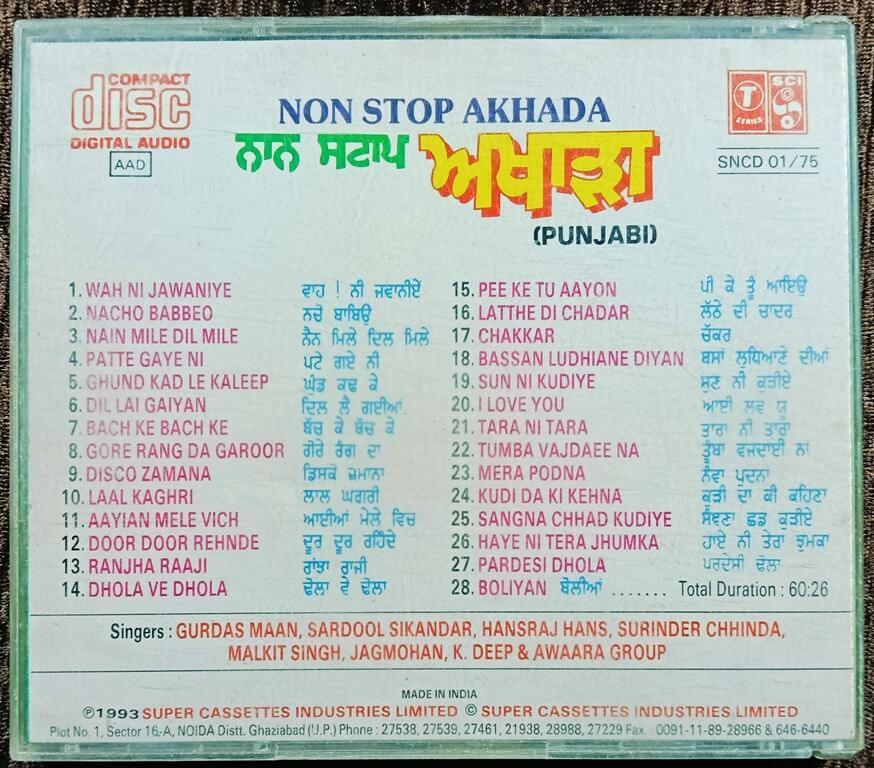 COMPACT
disc
DIGITAL AUDIO
AAD
NON STOP AKHADA
ਨਾਨ ਸਟਾਪ ਅਖਾੜਾ
(PUNJABI)
T SERIES
SCI
SNCD 01/75
1. WAH NI JAWANIYE ਵਾਹ ! ਨੀ ਜਵਾਨੀਏਂ
2. NACHO BABBEO ਨਚੋ ਬਾਬਿਉ
3. NAIN MILE DIL MILE ਨੈਨ ਮਿਲੇ ਦਿਲ ਮਿਲੇ
4. PATTE GAYE NI ਪਟੇ ਗਏ ਨੀ
5. GHUND KAD LE KALEEP ਘੁੰਡ ਕਢ ਕੇ
6. DIL LAI GAIYAN ਦਿਲ ਲੈ ਗਈਆਂ
7. BACH KE BACH KE ਬੱਚ ਕੇ ਬੱਚ ਕੇ
8. GORE RANG DA GAROOR ਗੋਰੇ ਰੰਗ ਦਾ
9. DISCO ZAMANA ਡਿਸਕੋ ਜ਼ਮਾਨਾ
10. LAAL KAGHRI ਲਾਲ ਘਗਰੀ
11. AAYIAN MELE VICH ਆਈਆਂ ਮੇਲੇ ਵਿਚ
12. DOOR DOOR REHNDE ਦੂਰ ਦੂਰ ਰਹਿੰਦੇ
13. RANJHA RAAJI ਰਾਂਝਾ ਰਾਜੀ
14. DHOLA VE DHOLA ਢੋਲਾ ਵੇ ਢੋਲਾ
15. PEE KE TU AAYON ਪੀ ਕੇ ਤੂੰ ਆਇਉ
16. LATTHE DI CHADAR ਲੱਠੇ ਦੀ ਚਾਦਰ
17. CHAKKAR ਚੱਕਰ
18. BASSAN LUDHIANE DIYAN ਬਸਾਂ ਲੁਧਿਆਣੇ ਦੀਆਂ
19. SUN NI KUDIYE ਸੁਣ ਨੀ ਕੁੜੀਏ
20. I LOVE YOU ਆਈ ਲਵ ਯੂ
21. TARA NI TARA ਤਾਰਾ ਨੀ ਤਾਰਾ
22. TUMBA VAJDAEE NA ਤੂੰਬਾ ਵਜਦਾਈ ਨਾਂ
23. MERA PODNA ਨੰਵਾ ਪੁਦਨਾ
24. KUDI DA KI KEHNA ਕੁੜੀ ਦਾ ਕੀ ਕਹਿਣਾ
25. SANGNA CHHAD KUDIYE ਸੰਙਣਾ ਛਡ ਕੁੜੀਏ
26. HAYE NI TERA JHUMKA ਹਾਏ ਨੀ ਤੇਰਾ ਝੁਮਕਾ
27. PARDESI DHOLA ਪਰਦੇਸੀ ਢੋਲਾ
28. BOLIYAN ਬੋਲੀਆਂ ....... Total Duration : 60:26
Singers : GURDAS MAAN, SARDOOL SIKANDAR, HANSRAJ HANS, SURINDER CHHINDA,
MALKIT SINGH, JAGMOHAN, K. DEEP & AWAARA GROUP
MADE IN INDIA
℗1993 SUPER CASSETTES INDUSTRIES LIMITED © SUPER CASSETTES INDUSTRIES LIMITED
Plot No. 1, Sector 16-A, NOIDA Distt. Ghaziabad (U.P.) Phone : 27538, 27539, 27461, 21938, 28988, 27229 Fax : 0091-11-89-28966 & 646-6440